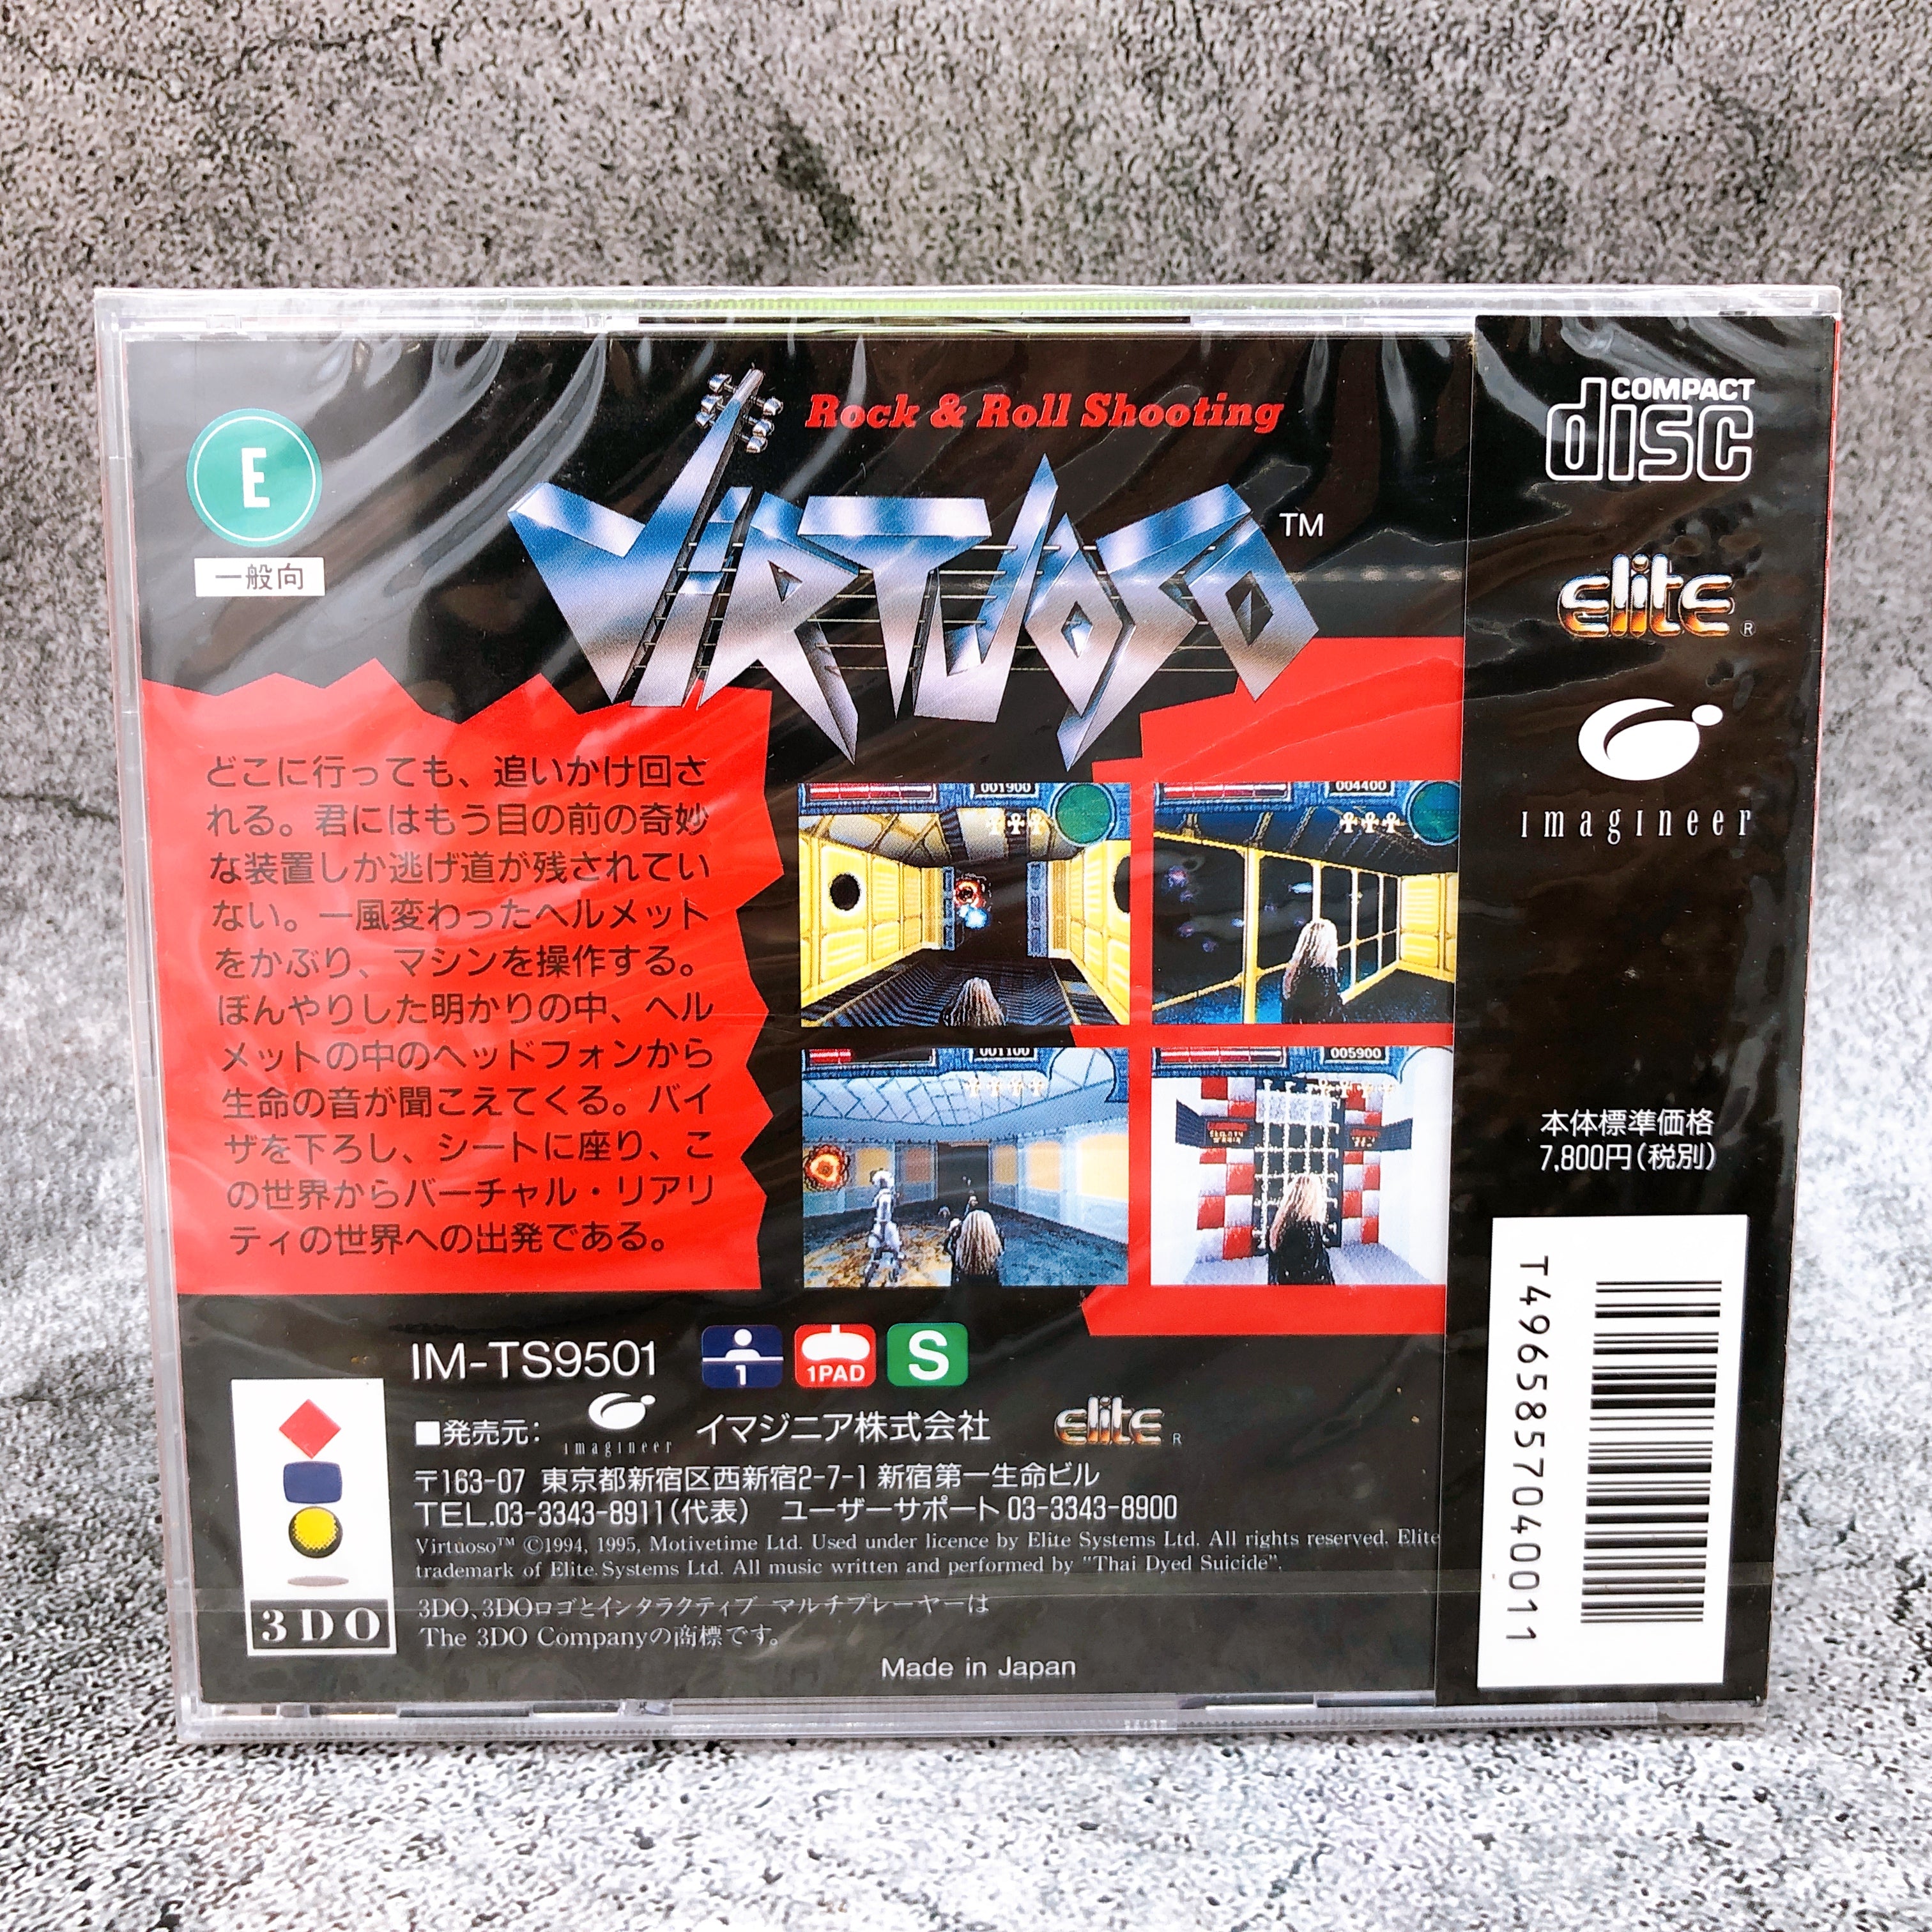 E
一般向
Rock & Roll Shooting
VIRTUOSO™
どこに行っても、追いかけ回さ
れる。君にはもう目の前の奇妙
な装置しか逃げ道が残されてい
ない。一風変わったヘルメット
をかぶり、マシンを操作する。
ぼんやりした明かりの中、ヘル
メットの中のヘッドフォンから
生命の音が聞こえてくる。バイ
ザを下ろし、シートに座り、こ
の世界からバーチャル・リアリ
ティの世界への出発である。
001900
004400
001100
005900
IM-TS9501
1
1PAD
S
■発売元: imagineer イマジニア株式会社 elite R
〒163-07 東京都新宿区西新宿2-7-1 新宿第一生命ビル
TEL.03-3343-8911(代表) ユーザーサポート 03-3343-8900
Virtuoso™ ©1994, 1995, Motivetime Ltd. Used under licence by Elite Systems Ltd. All rights reserved. Elite
trademark of Elite Systems Ltd. All music written and performed by "Thai Dyed Suicide".
3DO、3DOロゴとインタラクティブ マルチプレーヤーは
The 3DO Companyの商標です。
Made in Japan
3DO
COMPACT
disc
elite ®
imagineer
本体標準価格
7,800円(税別)
T4965857040011